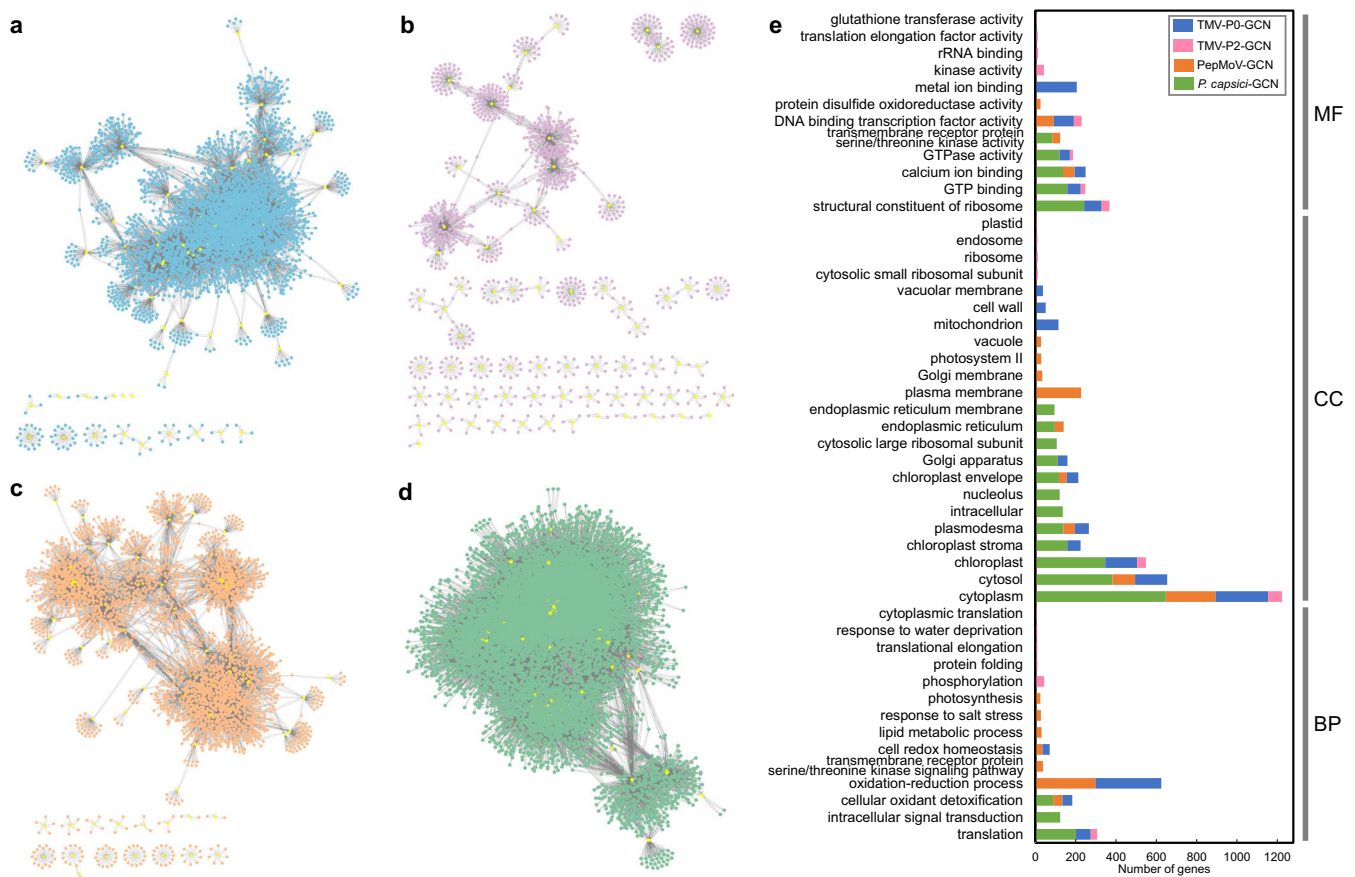 a
b
c
d
e
glutathione transferase activity
translation elongation factor activity
rRNA binding
kinase activity
metal ion binding
protein disulfide oxidoreductase activity
DNA binding transcription factor activity
transmembrane receptor protein
serine/threonine kinase activity
GTPase activity
calcium ion binding
GTP binding
structural constituent of ribosome
plastid
endosome
ribosome
cytosolic small ribosomal subunit
vacuolar membrane
cell wall
mitochondrion
vacuole
photosystem II
Golgi membrane
plasma membrane
endoplasmic reticulum membrane
endoplasmic reticulum
cytosolic large ribosomal subunit
Golgi apparatus
chloroplast envelope
nucleolus
intracellular
plasmodesma
chloroplast stroma
chloroplast
cytosol
cytoplasm
cytoplasmic translation
response to water deprivation
translational elongation
protein folding
phosphorylation
photosynthesis
response to salt stress
lipid metabolic process
cell redox homeostasis
transmembrane receptor protein
serine/threonine kinase signaling pathway
oxidation-reduction process
cellular oxidant detoxification
intracellular signal transduction
translation
TMV-P0-GCN
TMV-P2-GCN
PepMoV-GCN
P. capsici-GCN
MF
CC
BP
0 200 400 600 800 1000 1200
Number of genes